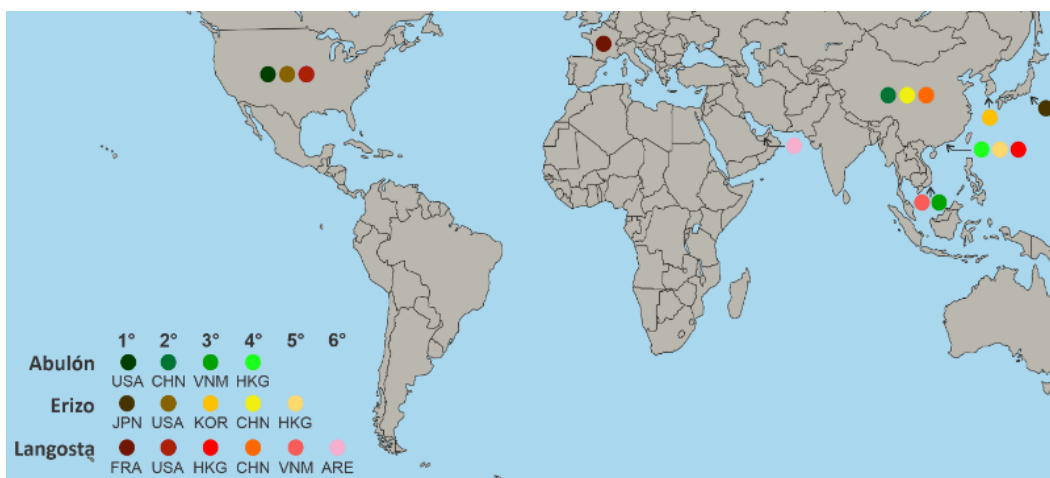 1° 2° 3° 4° 5° 6°
Abulón
USA CHN VNM HKG
Erizo
JPN USA KOR CHN HKG
Langosta
FRA USA HKG CHN VNM ARE